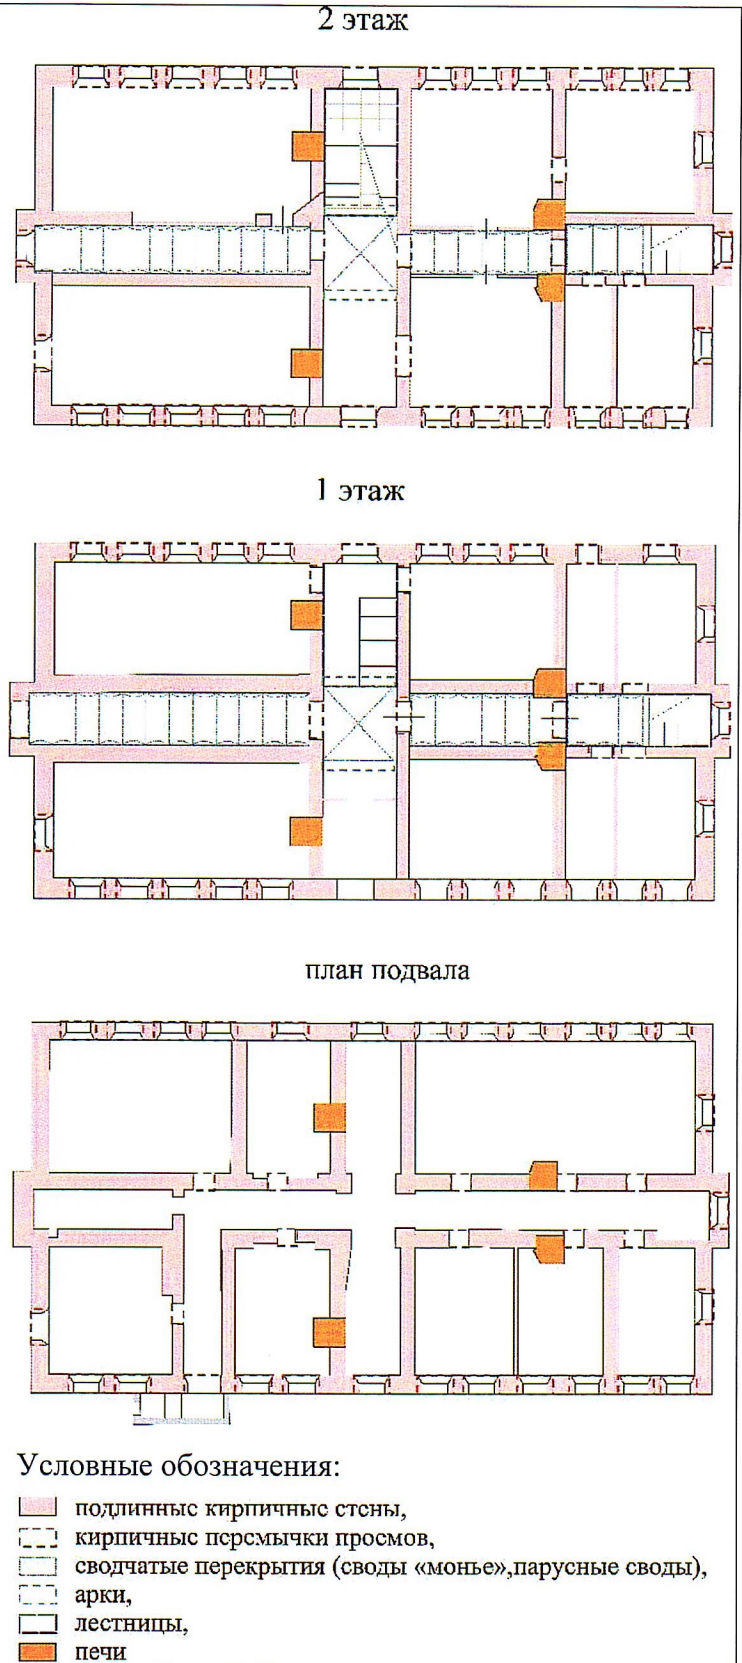 2 этаж
1 этаж
план подвала
Условные обозначения:
подлинные кирпичные стены,
кирпичные перемычки проемов,
сводчатые перекрытия (своды «монье»,парусные своды),
арки,
лестницы,
печи